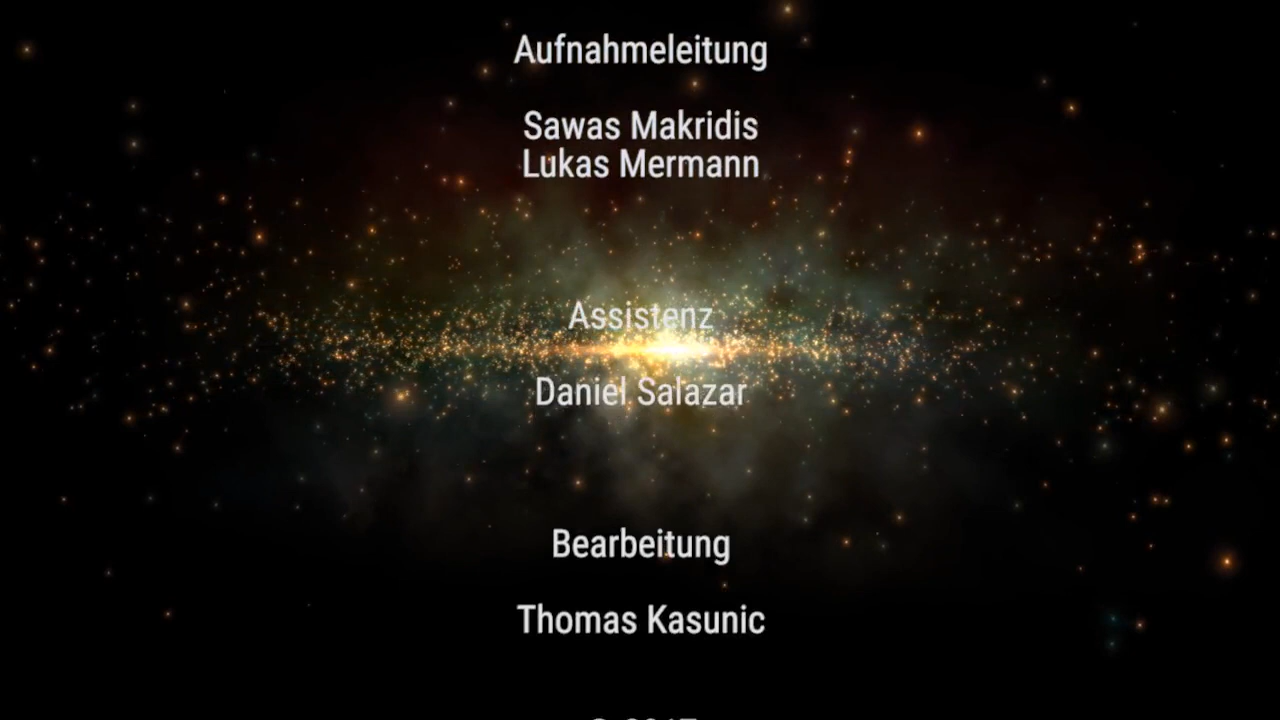 Aufnahmeleitung
Sawas Makridis
Lukas Mermann
Assistenz
Daniel Salazar
Bearbeitung
Thomas Kasunic